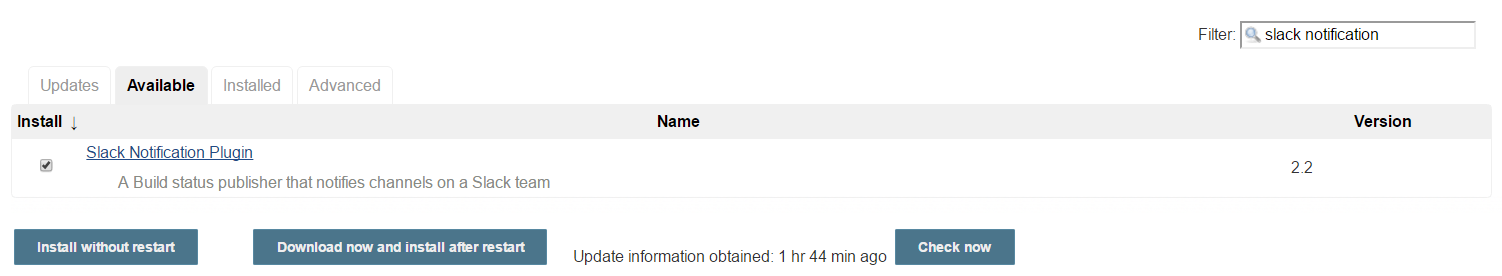 Filter: slack notification
Updates Available Installed Advanced
Install ↓ Name Version
Slack Notification Plugin
2.2
A Build status publisher that notifies channels on a Slack team
Install without restart Download now and install after restart Update information obtained: 1 hr 44 min ago Check now